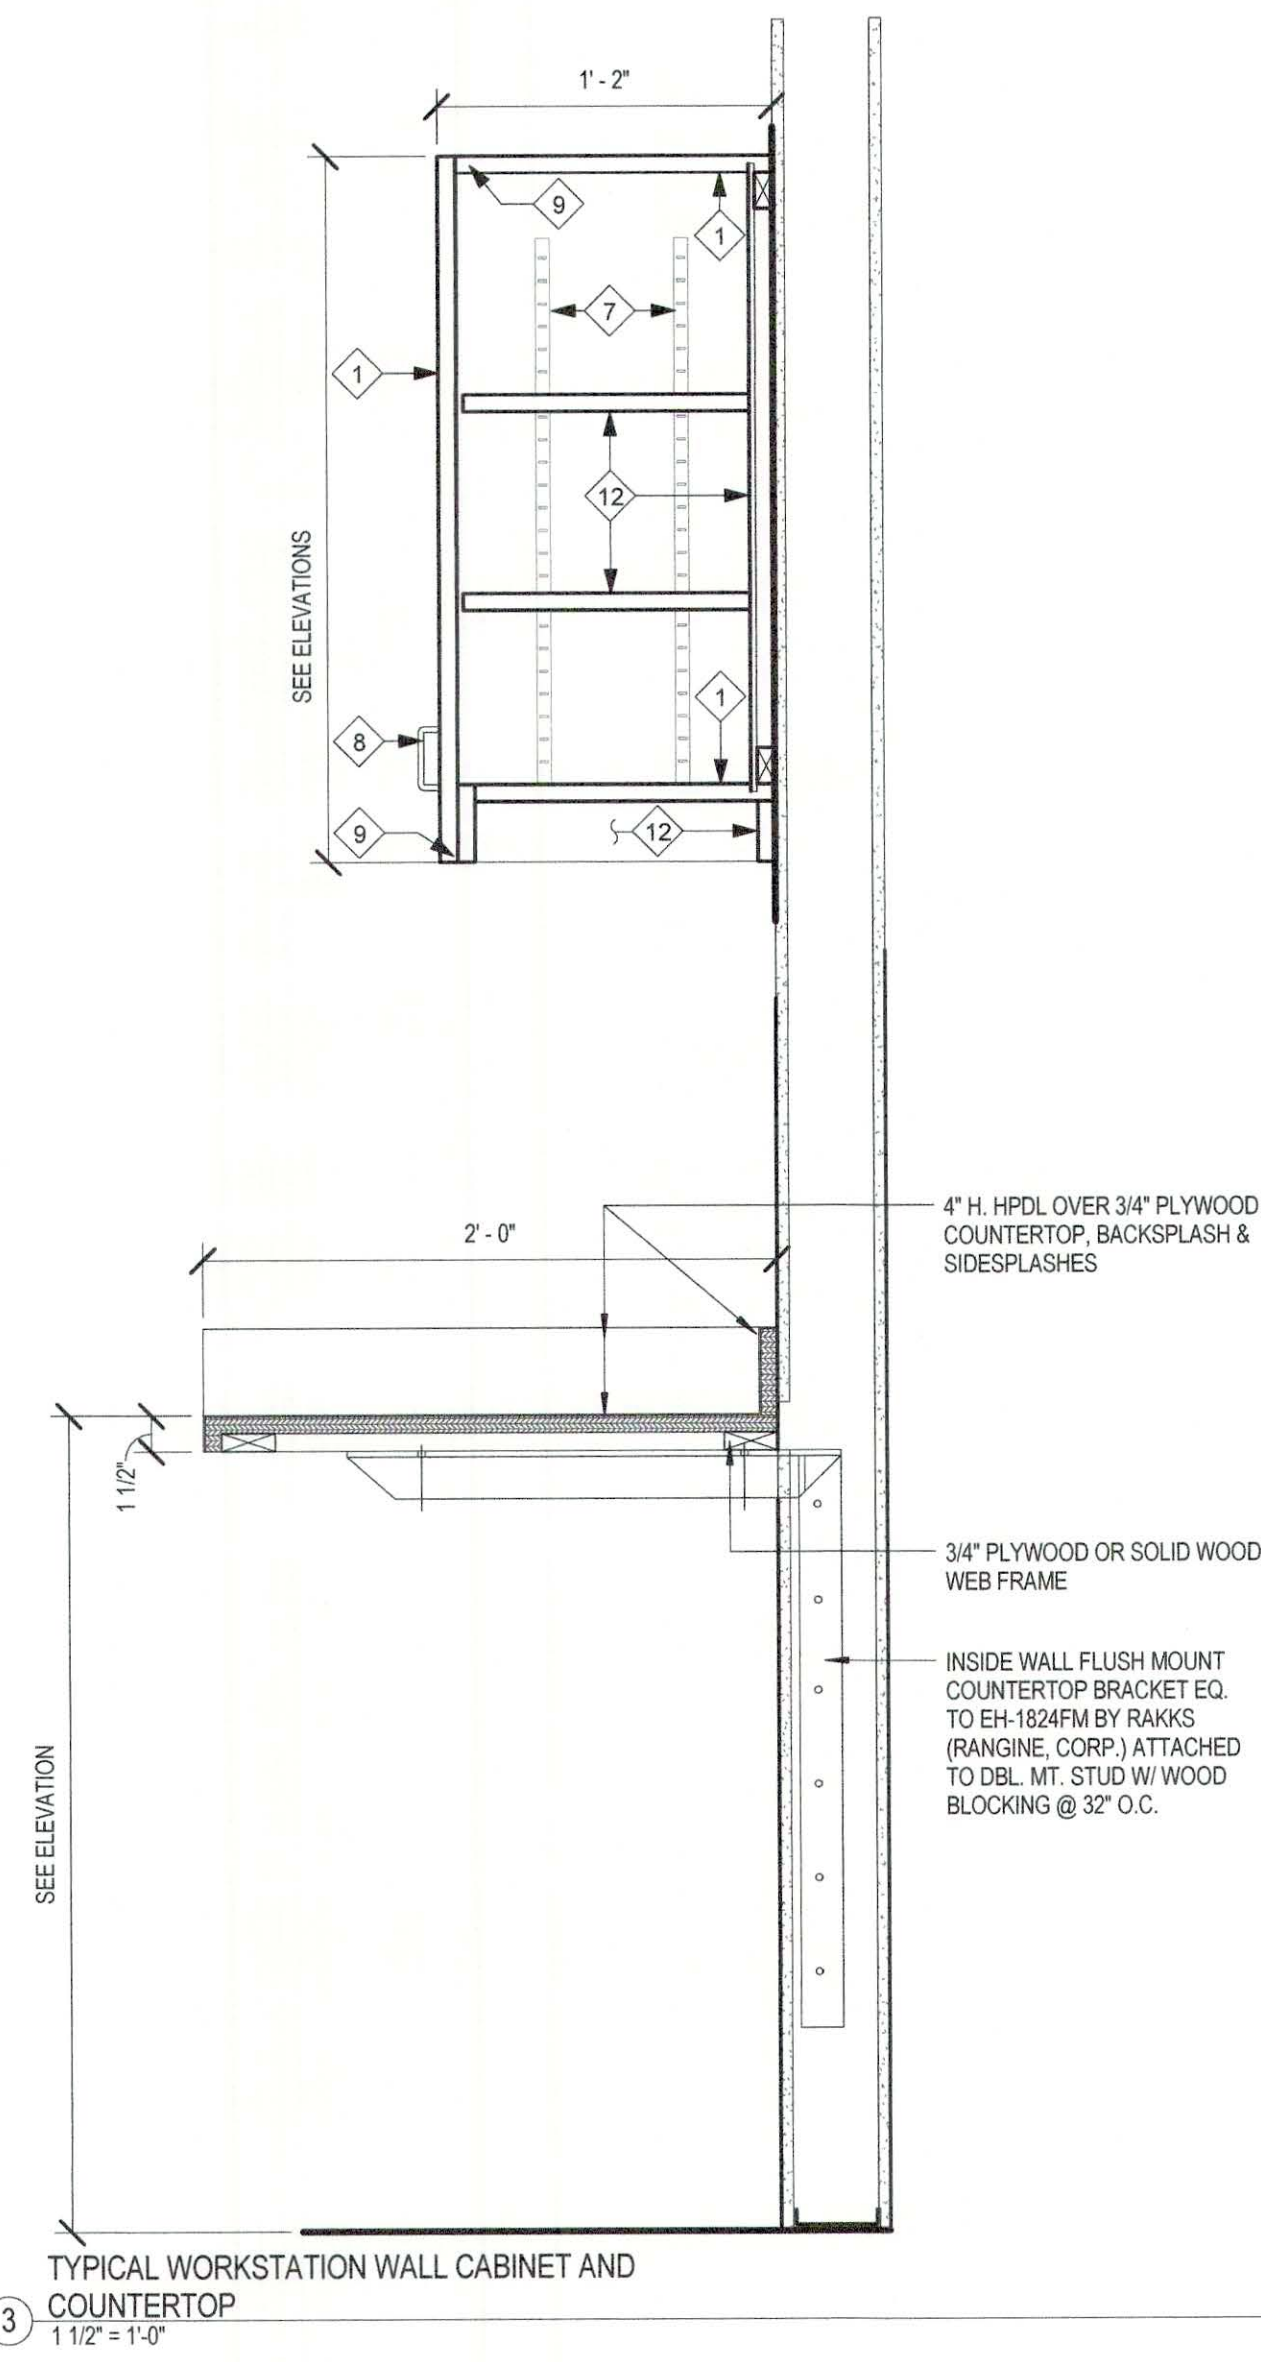 1' - 2"
9
1
7
1
12
SEE ELEVATIONS
1
8
9
12
4" H. HPDL OVER 3/4" PLYWOOD
COUNTERTOP, BACKSPLASH &
SIDESPLASHES
2' - 0"
1 1/2"
3/4" PLYWOOD OR SOLID WOOD
WEB FRAME
INSIDE WALL FLUSH MOUNT
COUNTERTOP BRACKET EQ.
TO EH-1824FM BY RAKKS
(RANGINE, CORP.) ATTACHED
TO DBL. MT. STUD W/ WOOD
BLOCKING @ 32" O.C.
SEE ELEVATION
TYPICAL WORKSTATION WALL CABINET AND
COUNTERTOP
3
1 1/2" = 1'-0"